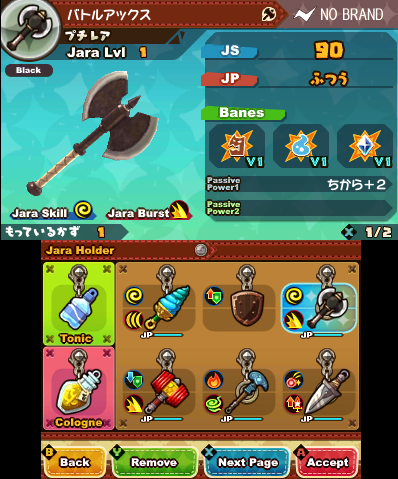 バトルアックス
NO BRAND
プチレア
Jara Lvl 1
Black
JS 90
JP ふつう
Banes
V1 V1 V1
Passive Power1 ちから+2
Passive Power2
Jara Skill
Jara Burst
もっているかず 1
X 1/2
Jara Holder
Tonic
JP
JP
Cologne
JP
JP
JP
B Back
Y Remove
X Next Page
A Accept